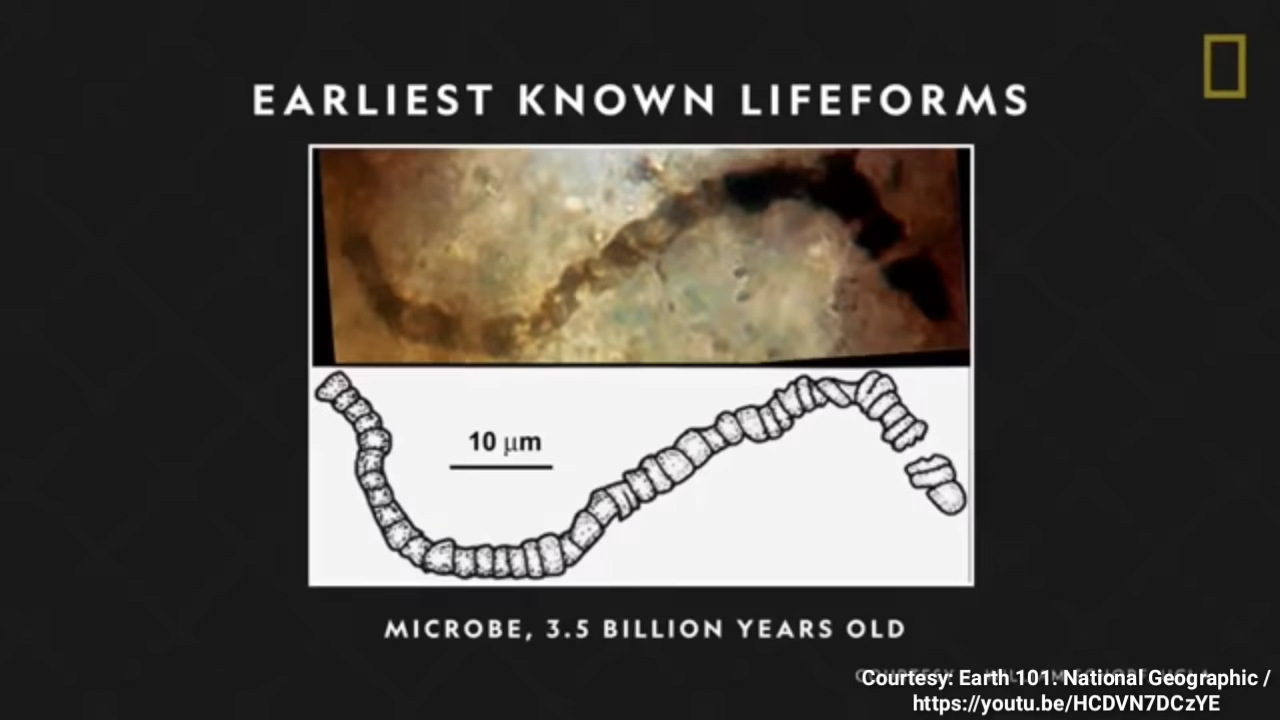 EARLIEST KNOWN LIFEFORMS
10 μm
MICROBE, 3.5 BILLION YEARS OLD
Courtesy: Earth 101. National Geographic /
https://youtu.be/HCDVN7DCzYE